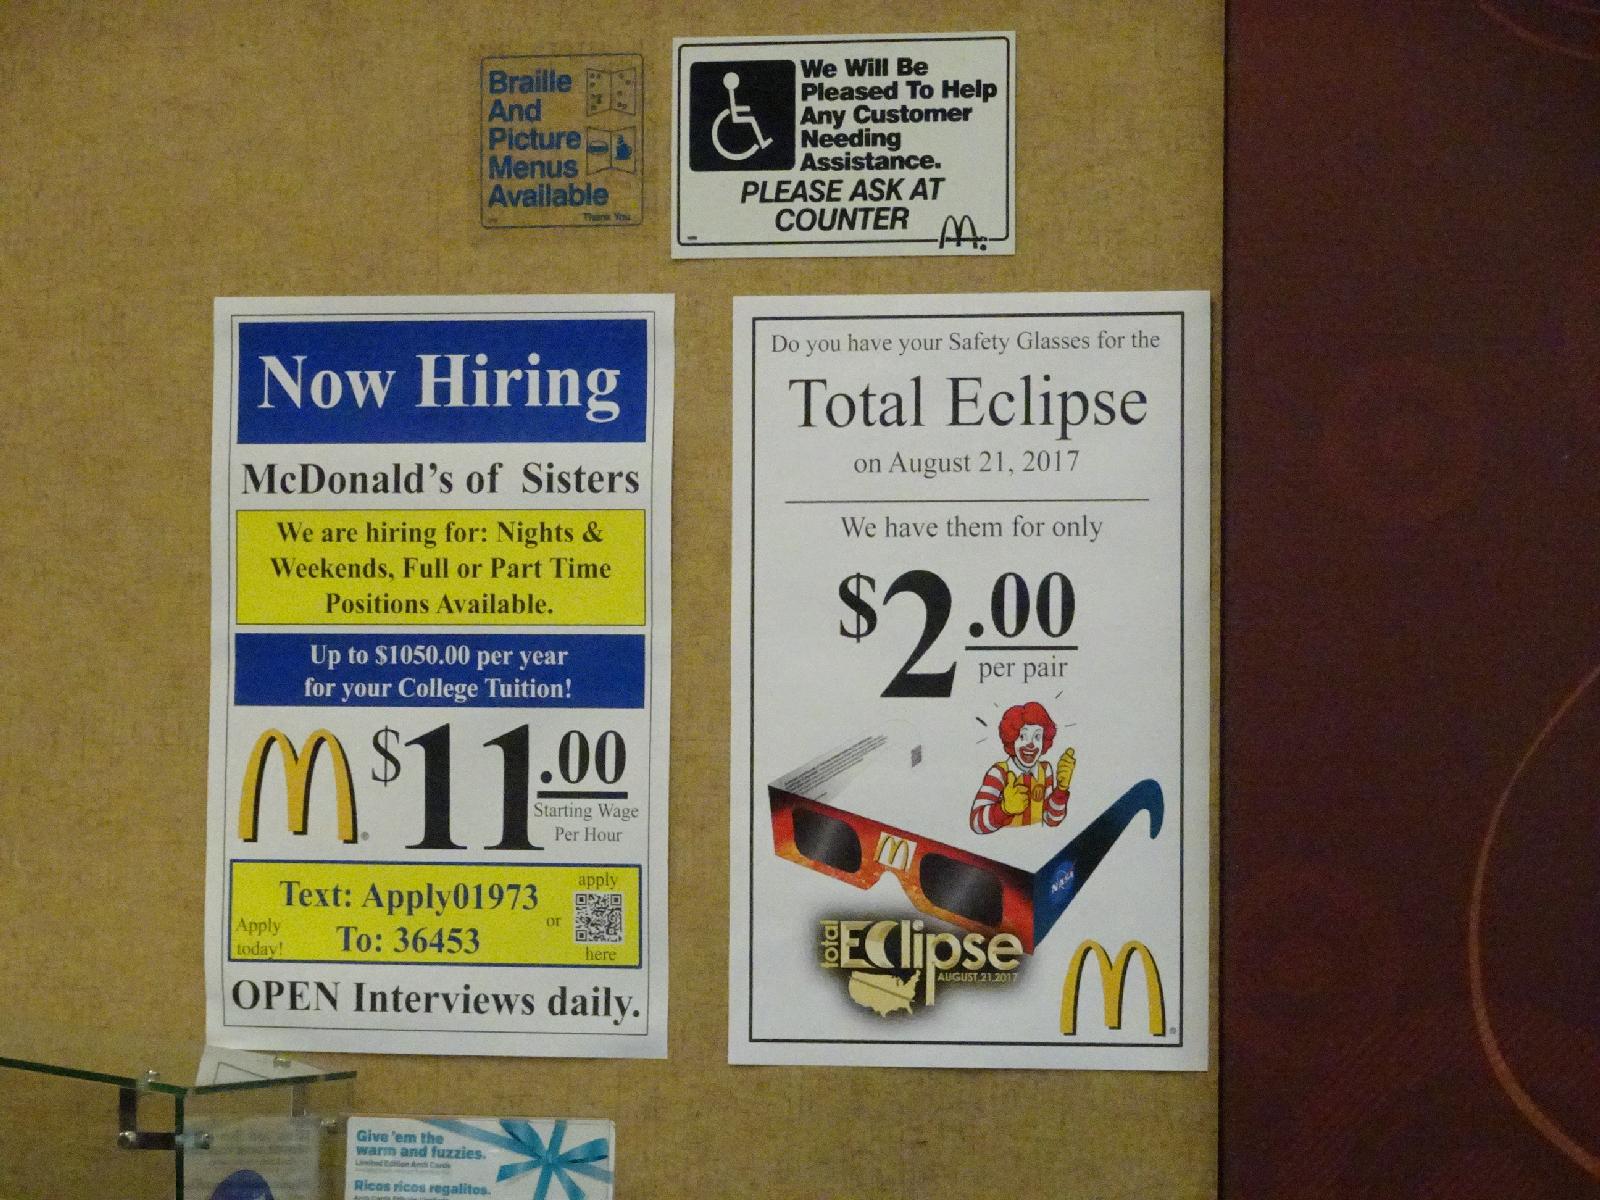 Braille
And
Picture
Menus
Available
Thank You
We Will Be
Pleased To Help
Any Customer
Needing
Assistance.
PLEASE ASK AT
COUNTER
Now Hiring
McDonald's of Sisters
We are hiring for: Nights &
Weekends, Full or Part Time
Positions Available.
Up to $1050.00 per year
for your College Tuition!
$11.00
Starting Wage
Per Hour
Apply
today!
Text: Apply01973
To: 36453
or
apply
here
OPEN Interviews daily.
Do you have your Safety Glasses for the
Total Eclipse
on August 21, 2017
We have them for only
$2.00
per pair
NASA
total
EClipse
AUGUST.21.2017
Give 'em the
warm and fuzzies.
Limited Edition Arch Cards
Ricos ricos regalitos.